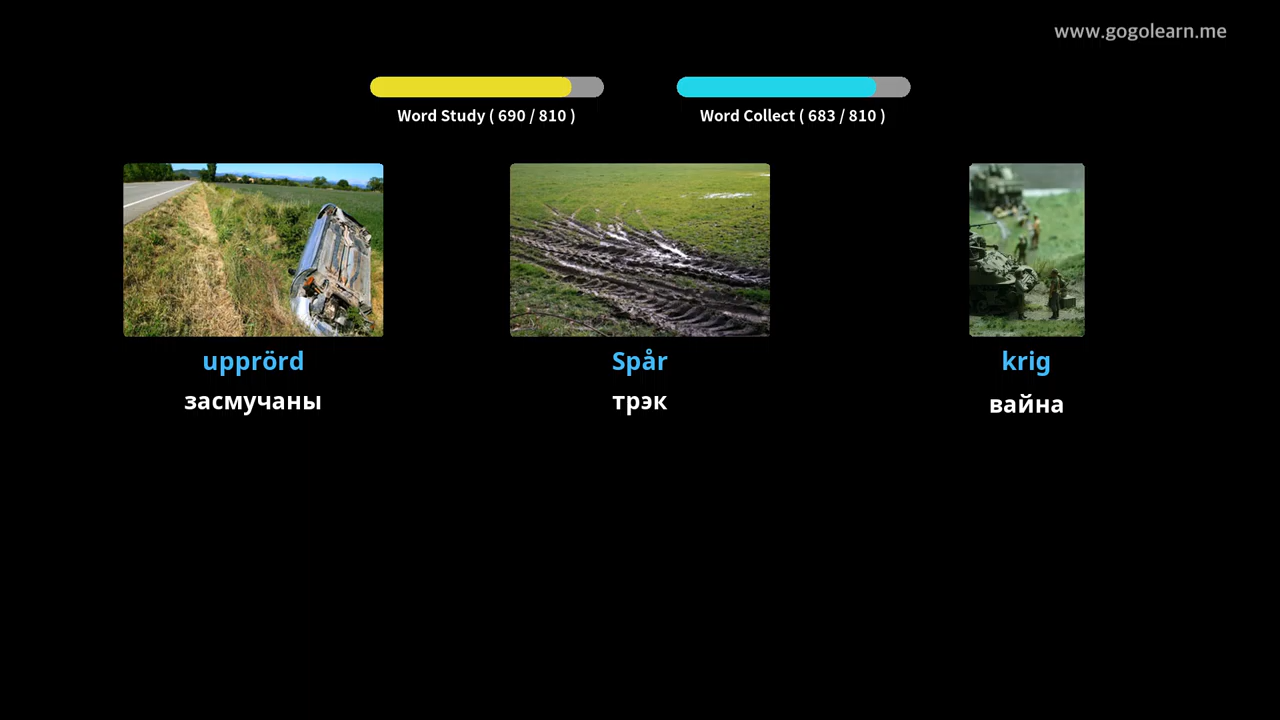 www.gogolearn.me
Word Study ( 690 / 810 )
Word Collect ( 683 / 810 )
upprörd
Spår
krig
засмучаны
трэк
вайна